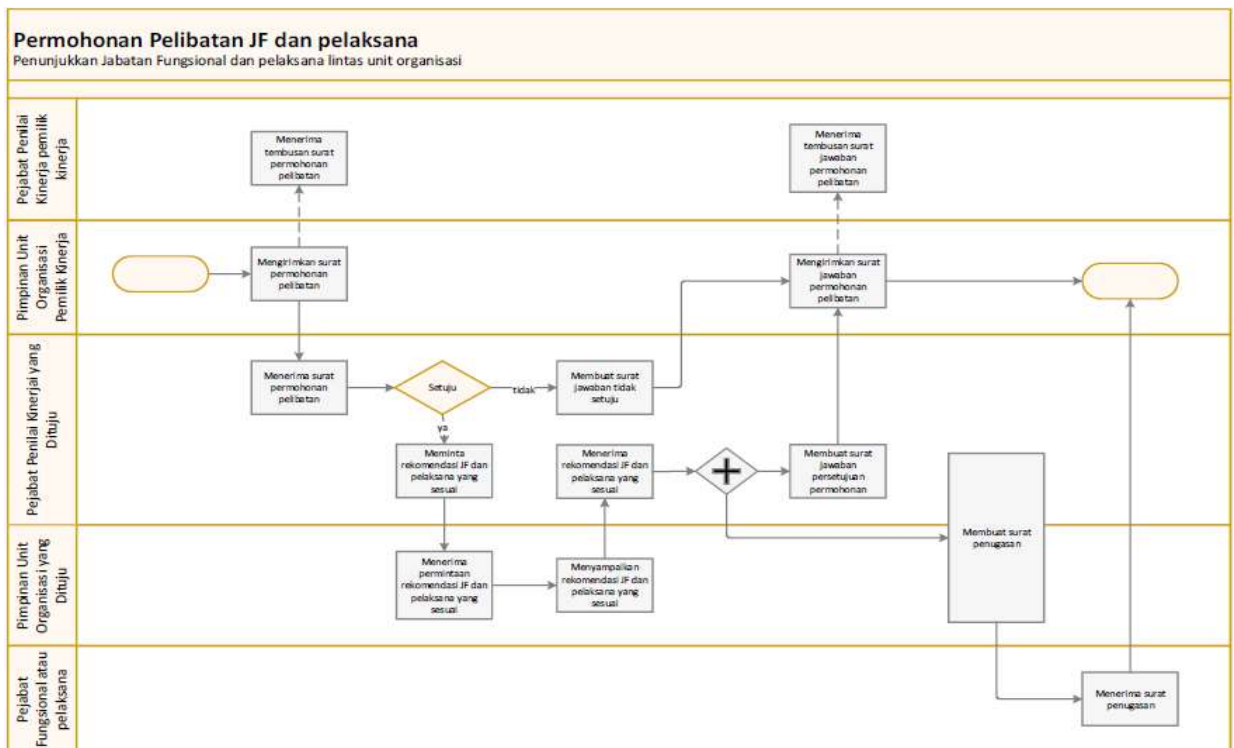 Permohonan Pelibatan JF dan pelaksana
Penunjukkan Jabatan Fungsional dan pelaksana lintas unit organisasi
Pejabat Penilai
Kinerja pemilik
kinerja
Menerima
tembusan surat
permohonan
pelibatan
Menerima
tembusan surat
jawaban
permohonan
pelibatan
Pimpinan Unit
Organisasi
Pemilik Kinerja
Mengirimkan surat
permohonan
pelibatan
Mengirimkan surat
jawaban
permohonan
pelibatan
Pejabat Penilai Kinerjai yang
Dituju
Menerima surat
permohonan
pelibatan
Setuju
tidak
Membuat surat
jawaban tidak
setuju
ya
Meminta
rekomendasi JF dan
pelaksana yang
sesuai
Menerima
rekomendasi JF dan
pelaksana yang
sesuai
Membuat surat
jawaban
persetujuan
permohonan
Membuat surat
penugasan
Pimpinan Unit
Organisasi yang
Dituju
Menerima
permintaan
rekomendasi JF dan
pelaksana yang
sesuai
Menyampaikan
rekomendasi JF dan
pelaksana yang
sesuai
Pejabat
Fungsional atau
pelaksana
Menerima surat
penugasan